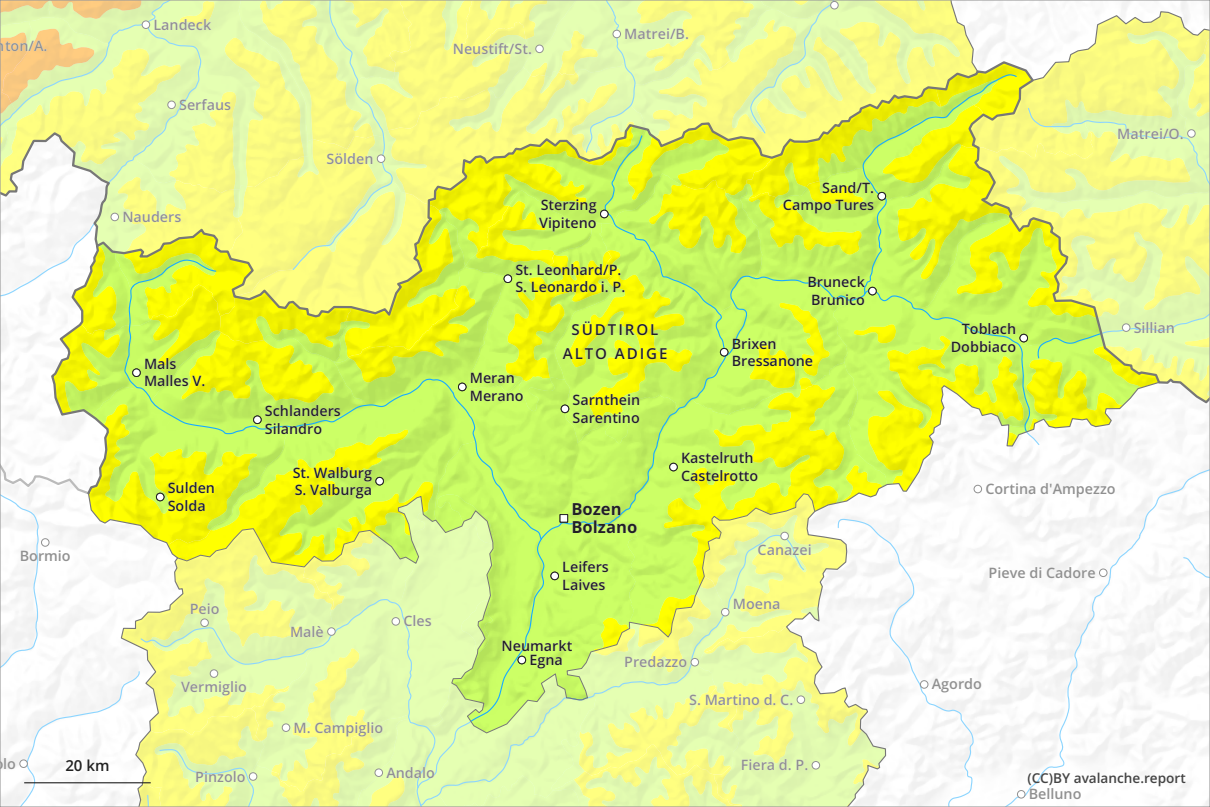 Landeck
Matrei/B.
nton/A.
Neustift/St.
Serfaus
Matrei/O.
Sölden
Sand/T.
Campo Tures
Sterzing
Vipiteno
Nauders
St. Leonhard/P.
S. Leonardo i. P.
Bruneck
Brunico
SÜDTIROL
ALTO ADIGE
Toblach
Dobbiaco
Sillian
Brixen
Bressanone
Mals
Malles V.
Meran
Merano
Sarnthein
Sarentino
Schlanders
Silandro
Kastelruth
Castelrotto
St. Walburg
S. Valburga
Sulden
Solda
Cortina d'Ampezzo
Bozen
Bolzano
Canazei
Bormio
Leifers
Laives
Pieve di Cadore
Peio
Moena
Malè
Cles
Neumarkt
Egna
Predazzo
Vermiglio
Agordo
S. Martino d. C.
M. Campiglio
olo
20 km
Fiera d. P.
Pinzolo
Andalo
(CC)BY avalanche.report
Belluno